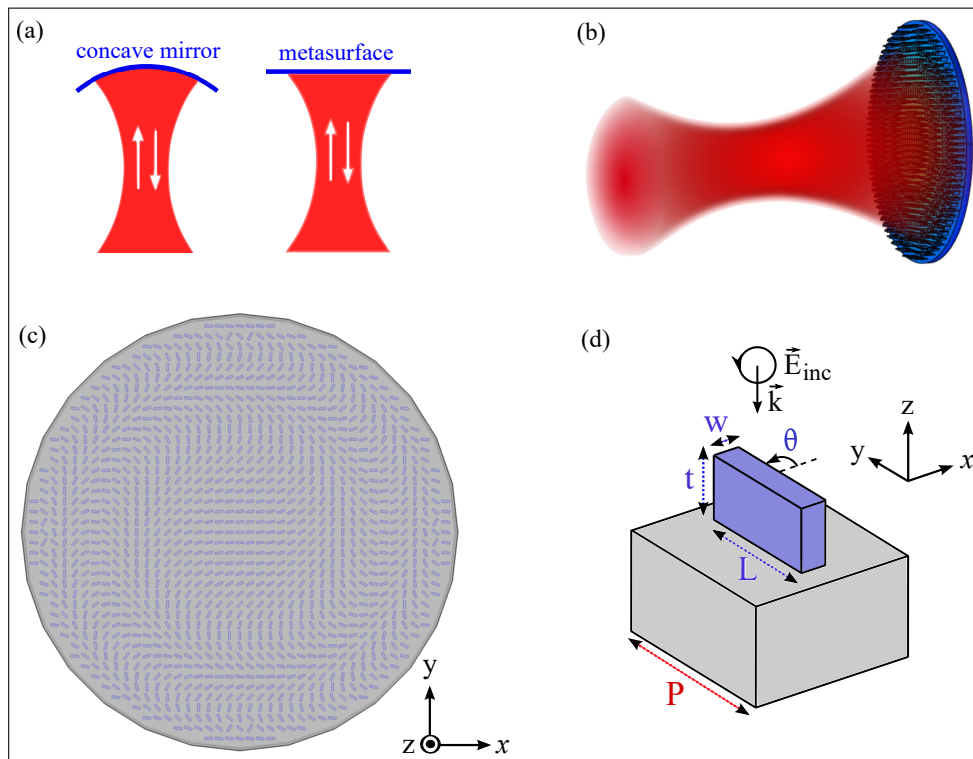 (a)
concave mirror
metasurface
(b)
(c)
y
z
x
(d)
E⃗inc
k⃗
w
θ
t
L
P
z
y
x